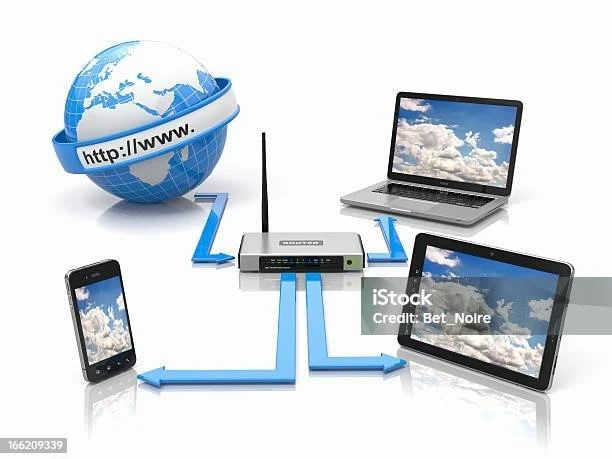 http://www.
ROUTER
iStock
Credit: Bet_Noire
166209339